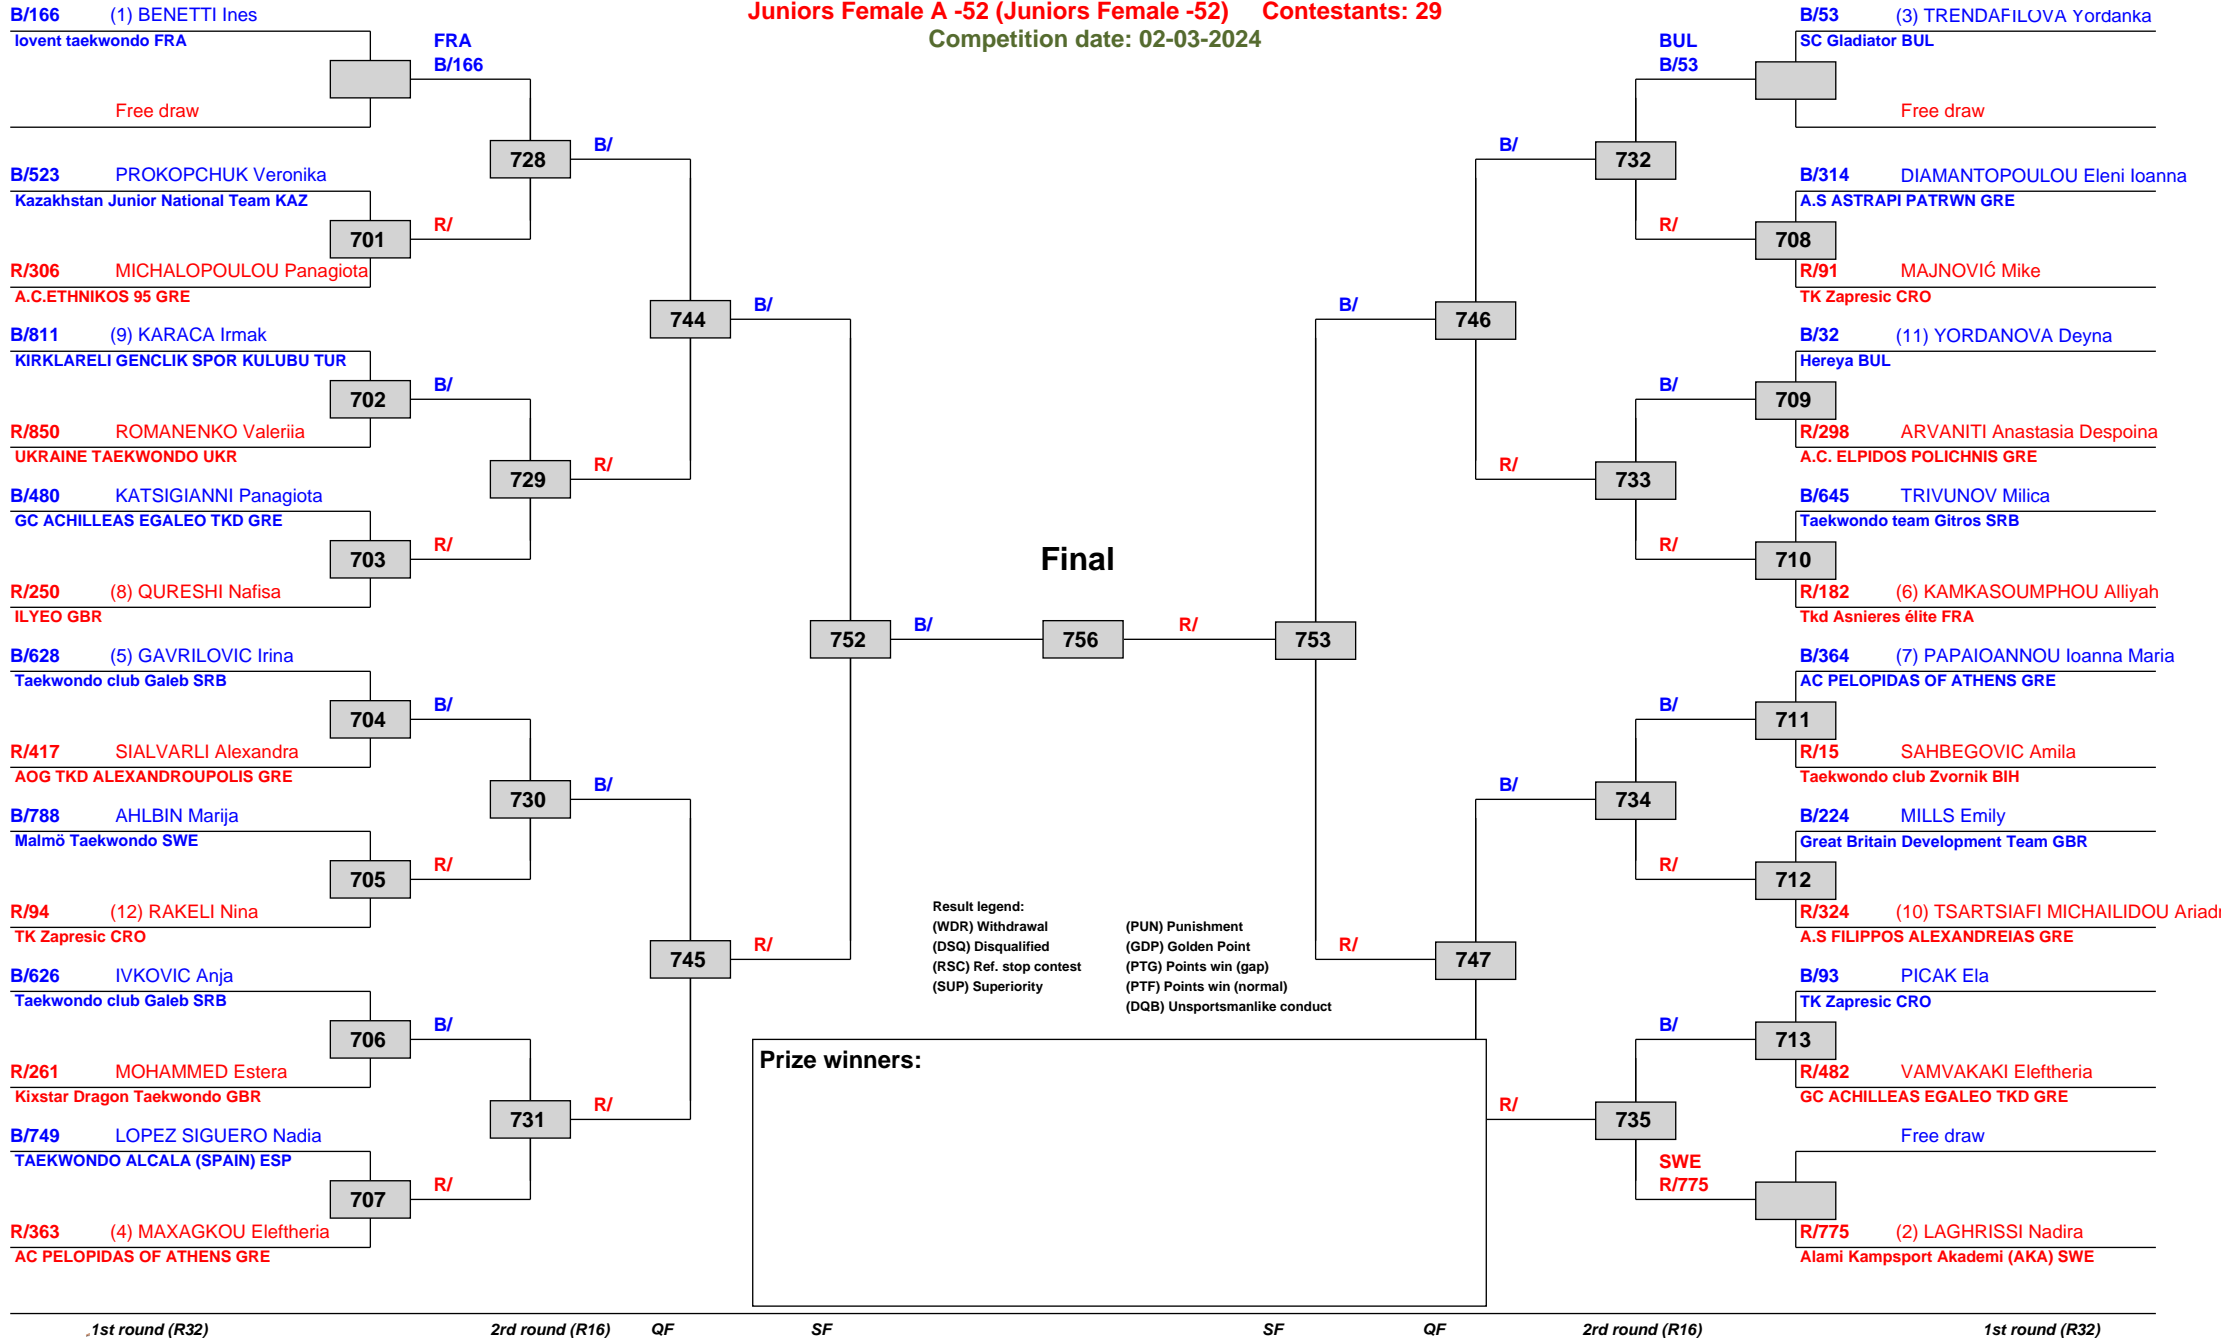 Juniors Female A -52 (Juniors Female -52) Contestants: 29
Competition date: 02-03-2024
B/166 (1) BENETTI Ines
lovent taekwondo FRA
Free draw
FRA
B/166
B/523 PROKOPCHUK Veronika
Kazakhstan Junior National Team KAZ
701
R/
R/306 MICHALOPOULOU Panagiota
A.C.ETHNIKOS 95 GRE
728
B/
B/811 (9) KARACA Irmak
KIRKLARELI GENCLIK SPOR KULUBU TUR
702
B/
R/850 ROMANENKO Valeriia
UKRAINE TAEKWONDO UKR
729
R/
B/480 KATSIGIANNI Panagiota
GC ACHILLEAS EGALEO TKD GRE
703
R/
R/250 (8) QURESHI Nafisa
ILYEO GBR
744
B/
B/628 (5) GAVRILOVIC Irina
Taekwondo club Galeb SRB
704
B/
R/417 SIALVARLI Alexandra
AOG TKD ALEXANDROUPOLIS GRE
730
B/
B/788 AHLBIN Marija
Malmö Taekwondo SWE
705
R/
R/94 (12) RAKELI Nina
TK Zapresic CRO
745
R/
B/626 IVKOVIC Anja
Taekwondo club Galeb SRB
706
B/
R/261 MOHAMMED Estera
Kixstar Dragon Taekwondo GBR
731
R/
B/749 LOPEZ SIGUERO Nadia
TAEKWONDO ALCALA (SPAIN) ESP
707
R/
R/363 (4) MAXAGKOU Eleftheria
AC PELOPIDAS OF ATHENS GRE
Final
752
B/
756
R/
753
B/53 (3) TRENDAFILOVA Yordanka
SC Gladiator BUL
BUL
B/53
Free draw
732
B/
B/314 DIAMANTOPOULOU Eleni Ioanna
A.S ASTRAPI PATRWN GRE
R/
708
R/91 MAJNOVIĆ Mike
TK Zapresic CRO
B/
746
B/32 (11) YORDANOVA Deyna
Hereya BUL
B/
709
R/298 ARVANITI Anastasia Despoina
A.C. ELPIDOS POLICHNIS GRE
R/
733
B/645 TRIVUNOV Milica
Taekwondo team Gitros SRB
R/
710
R/182 (6) KAMKASOUMPHOU Alliyah
Tkd Asnieres élite FRA
B/364 (7) PAPAIOANNOU Ioanna Maria
AC PELOPIDAS OF ATHENS GRE
B/
711
R/15 SAHBEGOVIC Amila
Taekwondo club Zvornik BIH
B/
734
B/224 MILLS Emily
Great Britain Development Team GBR
R/
712
R/324 (10) TSARTSIAFI MICHAILIDOU Ariad
A.S FILIPPOS ALEXANDREIAS GRE
R/
747
B/93 PICAK Ela
TK Zapresic CRO
B/
713
R/482 VAMVAKAKI Eleftheria
GC ACHILLEAS EGALEO TKD GRE
R/
735
Free draw
SWE
R/775
R/775 (2) LAGHRISSI Nadira
Alami Kampsport Akademi (AKA) SWE
Result legend:
(WDR) Withdrawal (PUN) Punishment
(DSQ) Disqualified (GDP) Golden Point
(RSC) Ref. stop contest (PTG) Points win (gap)
(SUP) Superiority (PTF) Points win (normal)
(DQB) Unsportsmanlike conduct
Prize winners:
1st round (R32) 2rd round (R16) QF SF SF QF 2rd round (R16) 1st round (R32)